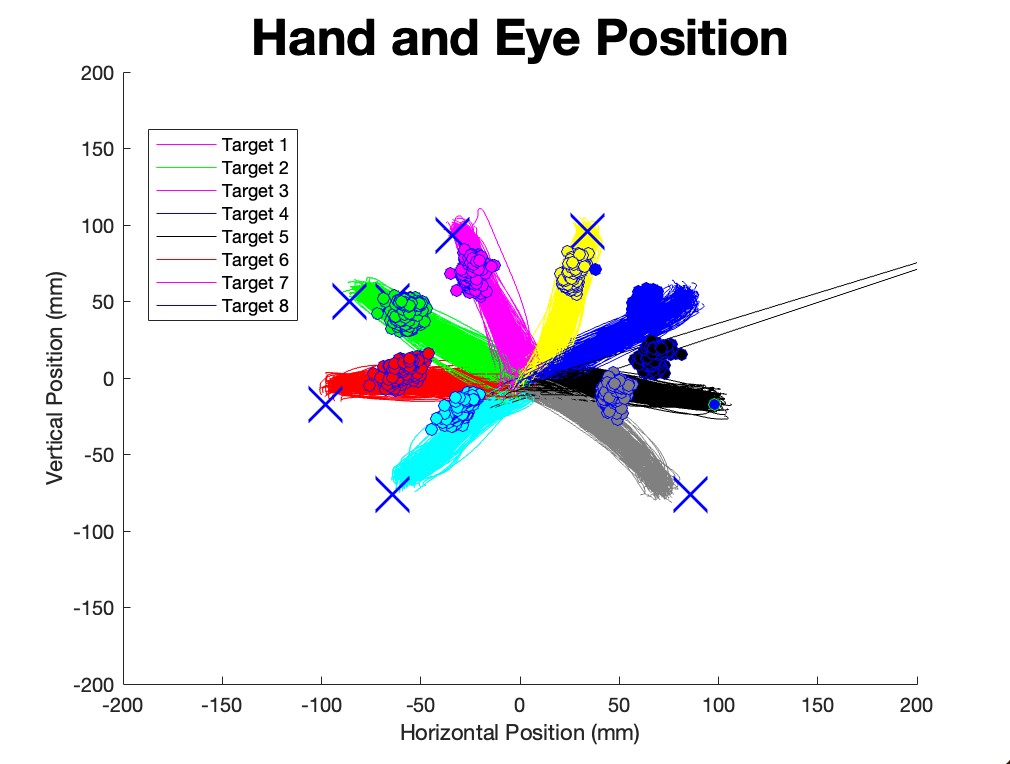 Hand and Eye Position
200
150
100
50
0
-50
-100
-150
-200
Vertical Position (mm)
Target 1
Target 2
Target 3
Target 4
Target 5
Target 6
Target 7
Target 8
-200 -150 -100 -50 0 50 100 150 200
Horizontal Position (mm)